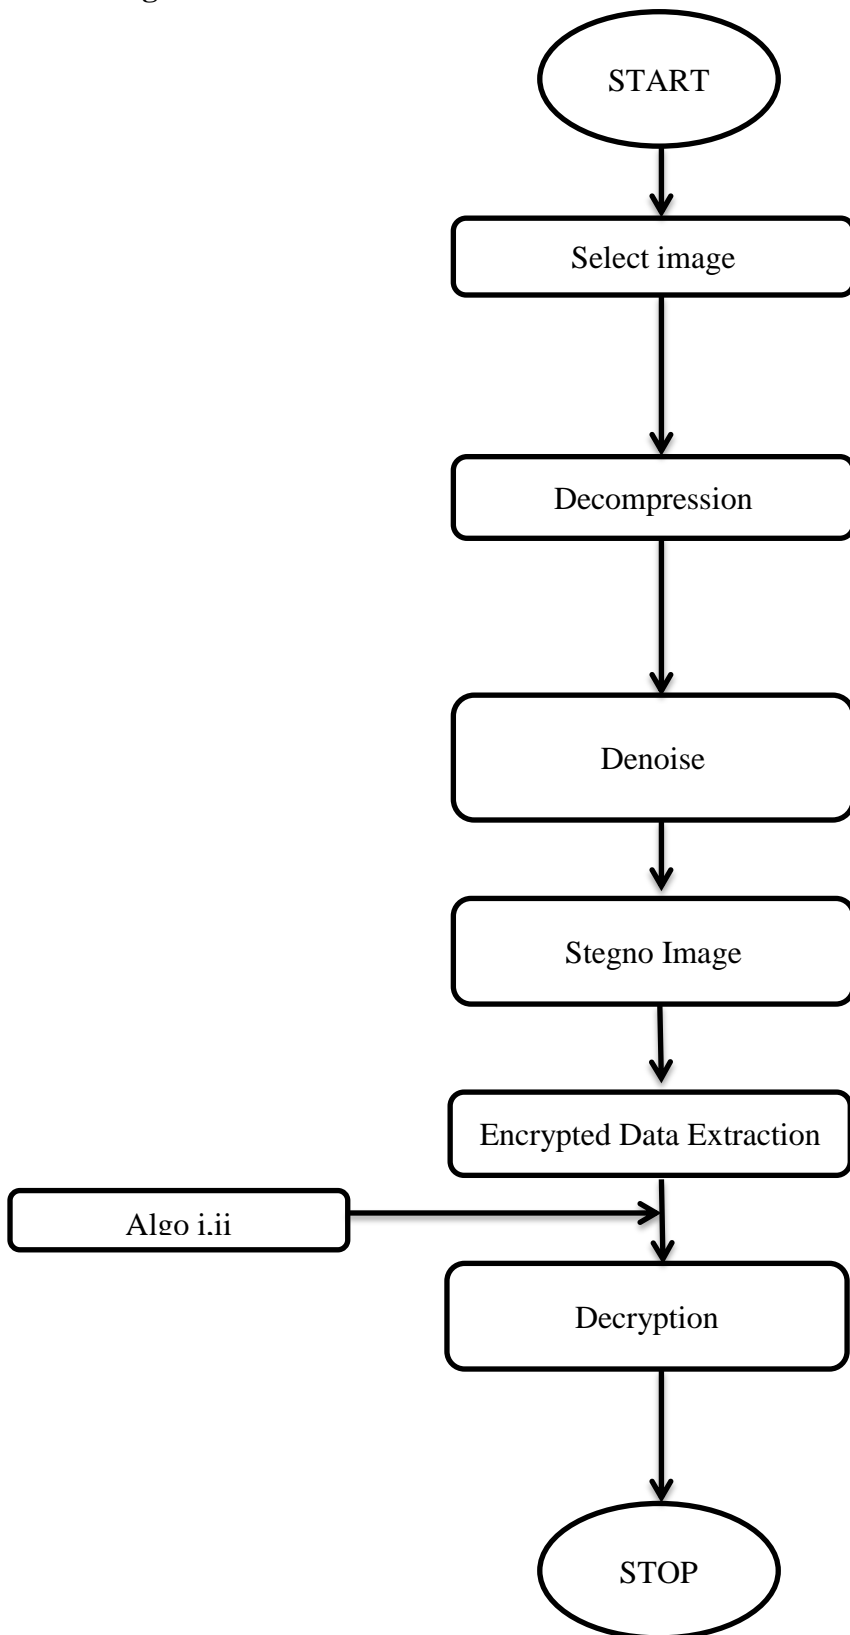 START
Select image
Decompression
Denoise
Stegno Image
Encrypted Data Extraction
Algo i,ii
Decryption
STOP